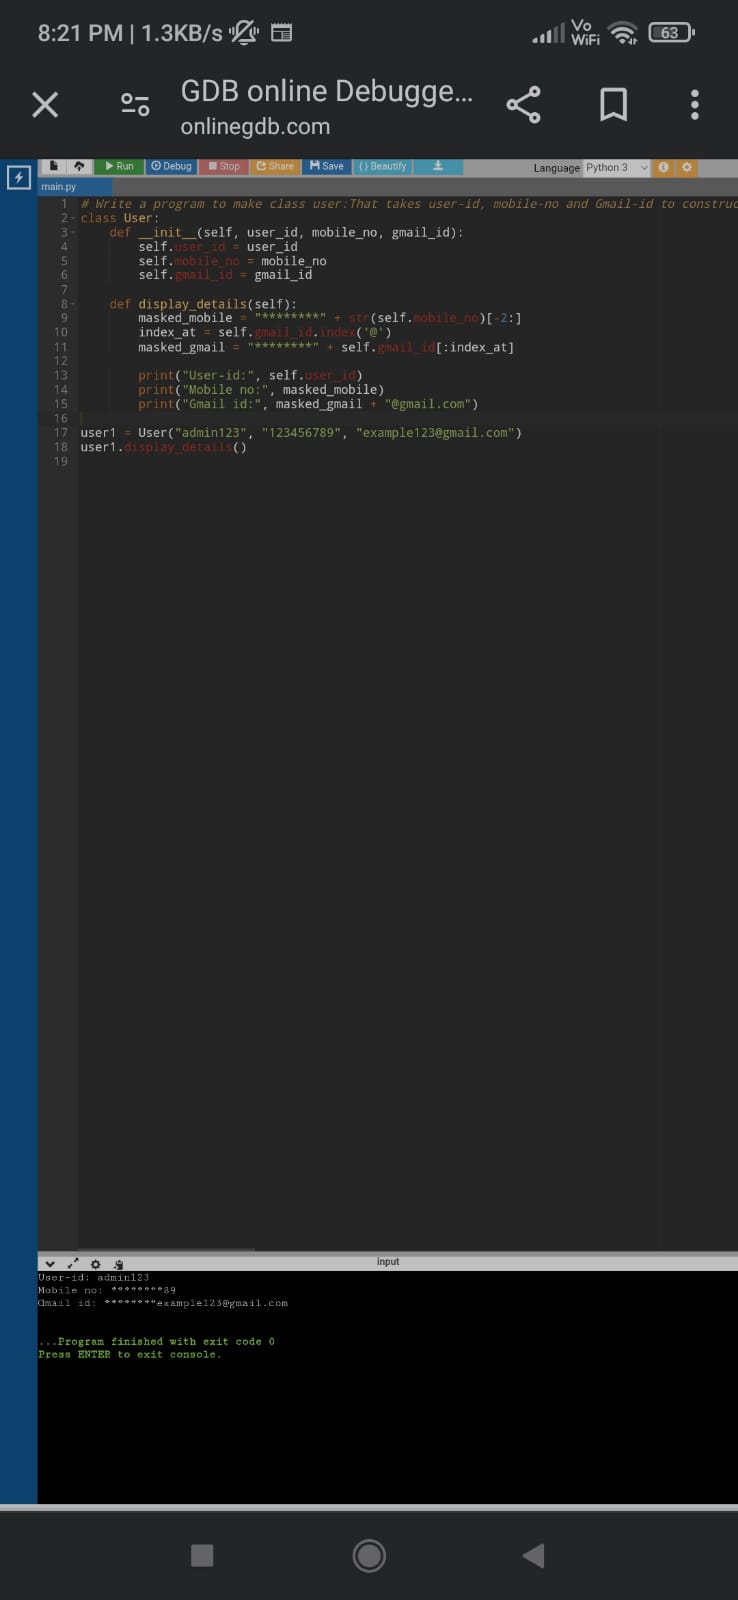 8:21 PM | 1.3KB/s
Vo WiFi 63
GDB online Debugge...
onlinegdb.com
Run Debug Stop Share Save {} Beautify
Language Python 3
main.py
1 # Write a program to make class user:That takes user-id, mobile-no and Gmail-id to construc
2 class User:
3     def __init__(self, user_id, mobile_no, gmail_id):
4         self.user_id = user_id
5         self.mobile_no = mobile_no
6         self.gmail_id = gmail_id
7
8     def display_details(self):
9         masked_mobile = "********" + str(self.mobile_no)[-2:]
10         index_at = self.gmail_id.index('@')
11         masked_gmail = "********" + self.gmail_id[:index_at]
12
13         print("User-id:", self.user_id)
14         print("Mobile no:", masked_mobile)
15         print("Gmail id:", masked_gmail + "@gmail.com")
16
17 user1 = User("admin123", "123456789", "example123@gmail.com")
18 user1.display_details()
19
input
User-id: admin123
Mobile no: ********89
Gmail id: ********example123@gmail.com
...Program finished with exit code 0
Press ENTER to exit console.